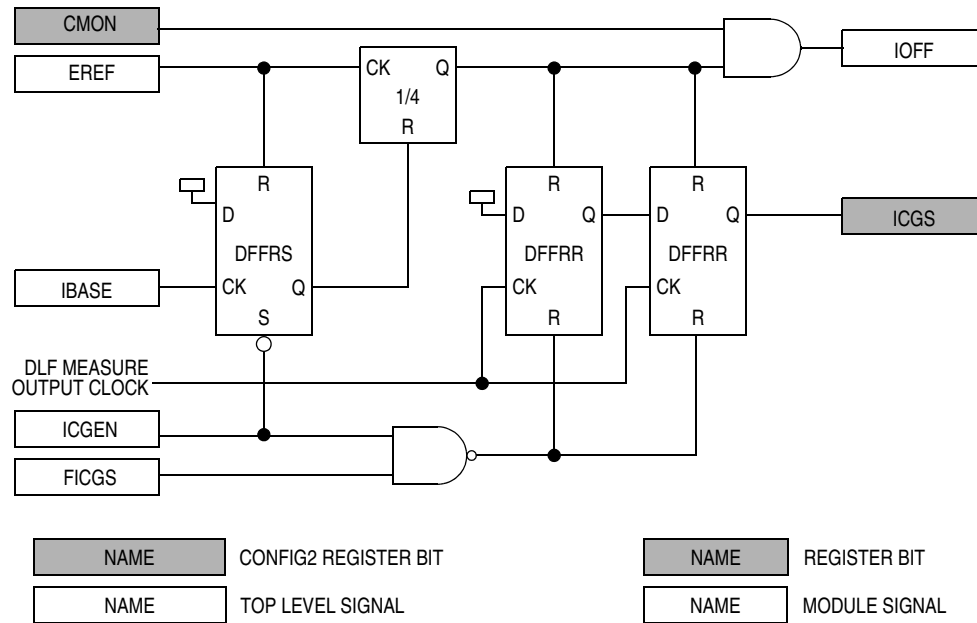 CMON
IOFF
EREF
CK Q
1/4
R
R
D
DFFRS
CK Q
S
R
D Q
DFFRR
CK
R
R
D Q
DFFRR
CK
R
ICGS
IBASE
DLF MEASURE
OUTPUT CLOCK
ICGEN
FICGS
NAME CONFIG2 REGISTER BIT
NAME REGISTER BIT
NAME TOP LEVEL SIGNAL
NAME MODULE SIGNAL